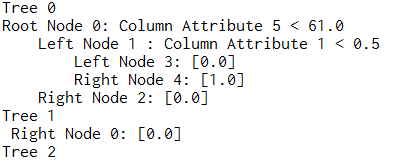 Tree 0
Root Node 0: Column Attribute 5 < 61.0
Left Node 1 : Column Attribute 1 < 0.5
Left Node 3: [0.0]
Right Node 4: [1.0]
Right Node 2: [0.0]
Tree 1
Right Node 0: [0.0]
Tree 2